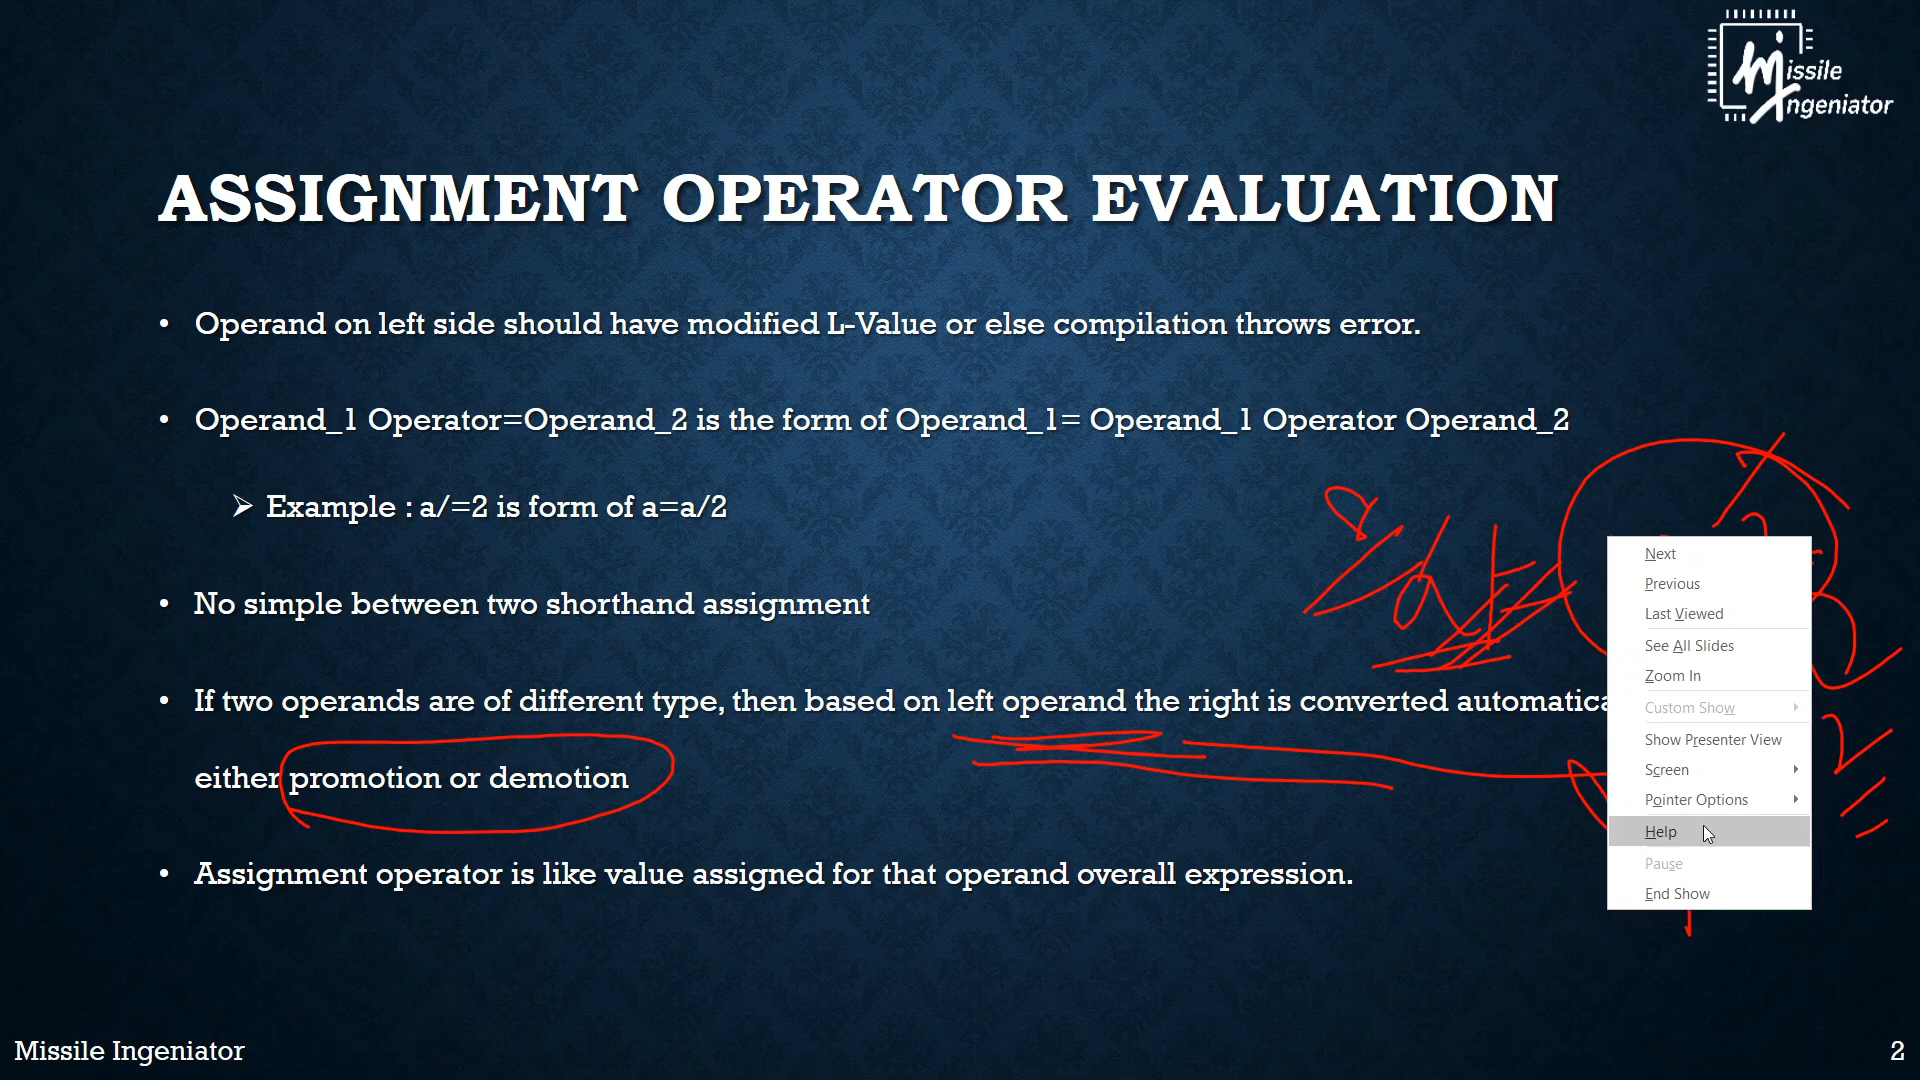 Missile
Ingeniator
ASSIGNMENT OPERATOR EVALUATION
• Operand on left side should have modified L-Value or else compilation throws error.
• Operand_1 Operator=Operand_2 is the form of Operand_1= Operand_1 Operator Operand_2
➢ Example : a/=2 is form of a=a/2
• No simple between two shorthand assignment
• If two operands are of different type, then based on left operand the right is converted
either promotion or demotion
• Assignment operator is like value assigned for that operand overall expression.
Next
Previous
Last Viewed
See All Slides
Zoom In
Custom Show
Show Presenter View
Screen
Pointer Options
Help
Pause
End Show
Missile Ingeniator
2